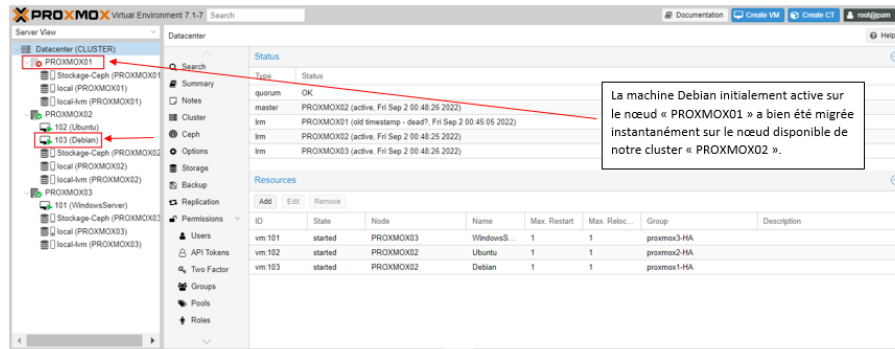 PROXMOX Virtual Environment 7.1-7 Search
Documentation Create VM Create CT root@pam
Server View
Datacenter
Help
Datacenter (CLUSTER)
PROXMOX01
Stockage-Ceph (PROXMOX01
local (PROXMOX01)
local-lvm (PROXMOX01)
PROXMOX02
102 (Ubuntu)
103 (Debian)
Stockage-Ceph (PROXMOX02
local (PROXMOX02)
local-lvm (PROXMOX02)
PROXMOX03
101 (WindowsServer)
Stockage-Ceph (PROXMOX03
local (PROXMOX03)
local-lvm (PROXMOX03)
Search
Summary
Notes
Cluster
Ceph
Options
Storage
Backup
Replication
Permissions
Users
API Tokens
Two Factor
Groups
Pools
Roles
Status
Type Status
quorum OK
master PROXMOX02 (active, Fri Sep 2 00:48:26 2022)
lrm PROXMOX01 (old timestamp - dead?, Fri Sep 2 00:45:05 2022)
lrm PROXMOX02 (active, Fri Sep 2 00:48:25 2022)
lrm PROXMOX03 (active, Fri Sep 2 00:48:26 2022)
La machine Debian initialement active sur
le nœud « PROXMOX01 » a bien été migrée
instantanément sur le nœud disponible de
notre cluster « PROXMOX02 ».
Resources
Add Edit Remove
ID State Node Name Max. Restart Max. Reloc... Group Description
vm:101 started PROXMOX03 WindowsS... 1 1 proxmox3-HA
vm:102 started PROXMOX02 Ubuntu 1 1 proxmox2-HA
vm:103 started PROXMOX02 Debian 1 1 proxmox1-HA